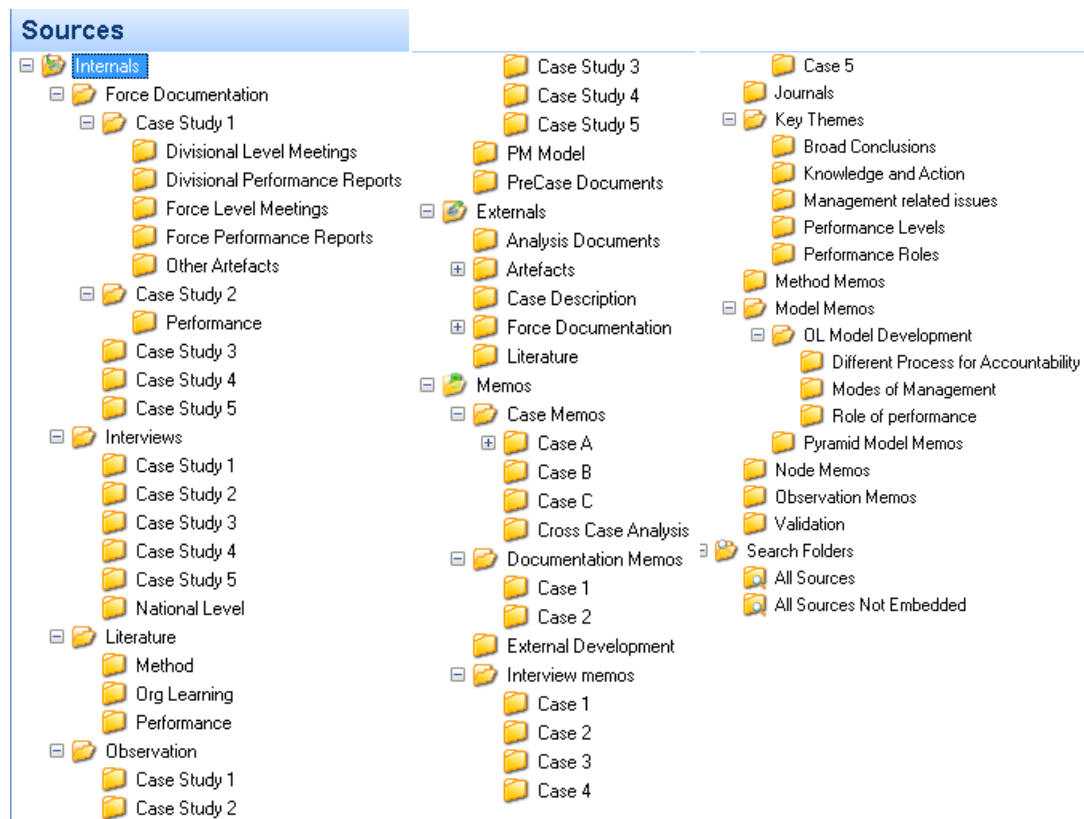 Sources
Internals
Force Documentation
Case Study 1
Divisional Level Meetings
Divisional Performance Reports
Force Level Meetings
Force Performance Reports
Other Artefacts
Case Study 2
Performance
Case Study 3
Case Study 4
Case Study 5
Interviews
Case Study 1
Case Study 2
Case Study 3
Case Study 4
Case Study 5
National Level
Literature
Method
Org Learning
Performance
Observation
Case Study 1
Case Study 2
Case Study 3
Case Study 4
Case Study 5
PM Model
PreCase Documents
Externals
Analysis Documents
Artefacts
Case Description
Force Documentation
Literature
Memos
Case Memos
Case A
Case B
Case C
Cross Case Analysis
Documentation Memos
Case 1
Case 2
External Development
Interview memos
Case 1
Case 2
Case 3
Case 4
Case 5
Journals
Key Themes
Broad Conclusions
Knowledge and Action
Management related issues
Performance Levels
Performance Roles
Method Memos
Model Memos
OL Model Development
Different Process for Accountability
Modes of Management
Role of performance
Pyramid Model Memos
Node Memos
Observation Memos
Validation
Search Folders
All Sources
All Sources Not Embedded